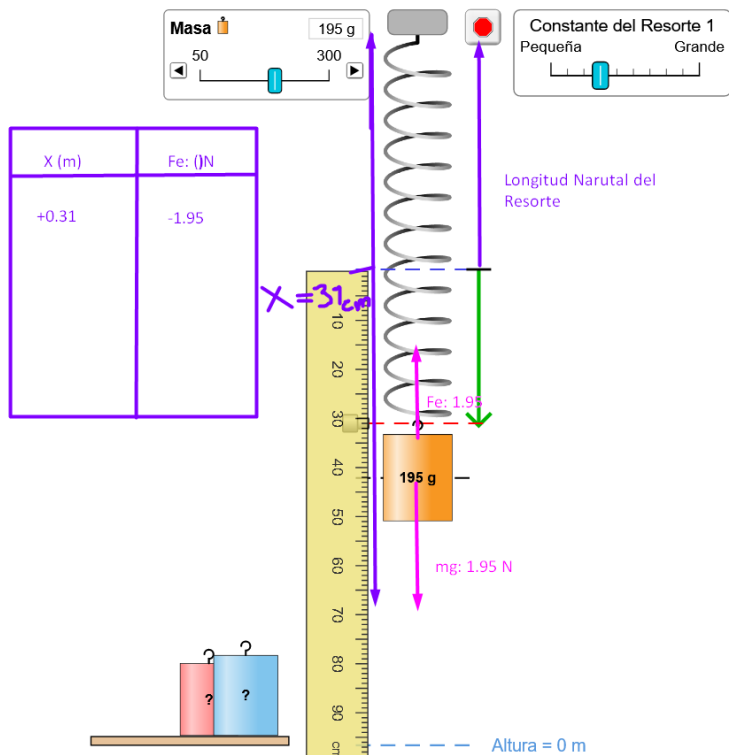 Masa
195 g
50
300
Constante del Resorte 1
Pequeña
Grande
X (m)
Fe: ()N
+0.31
-1.95
Longitud Narutal del
Resorte
X = 31cm
10
20
30
40
50
60
70
80
90
cm
Fe: 1.95
195 g
mg: 1.95 N
?
?
Altura = 0 m